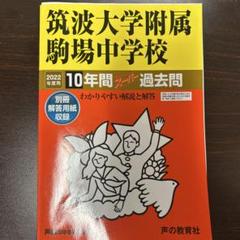 筑波大学附属
駒場中学校
2022
年度用
10年間スーパー過去問
別冊
解答用紙
収録
わかりやすい解説と解答
声の教育社